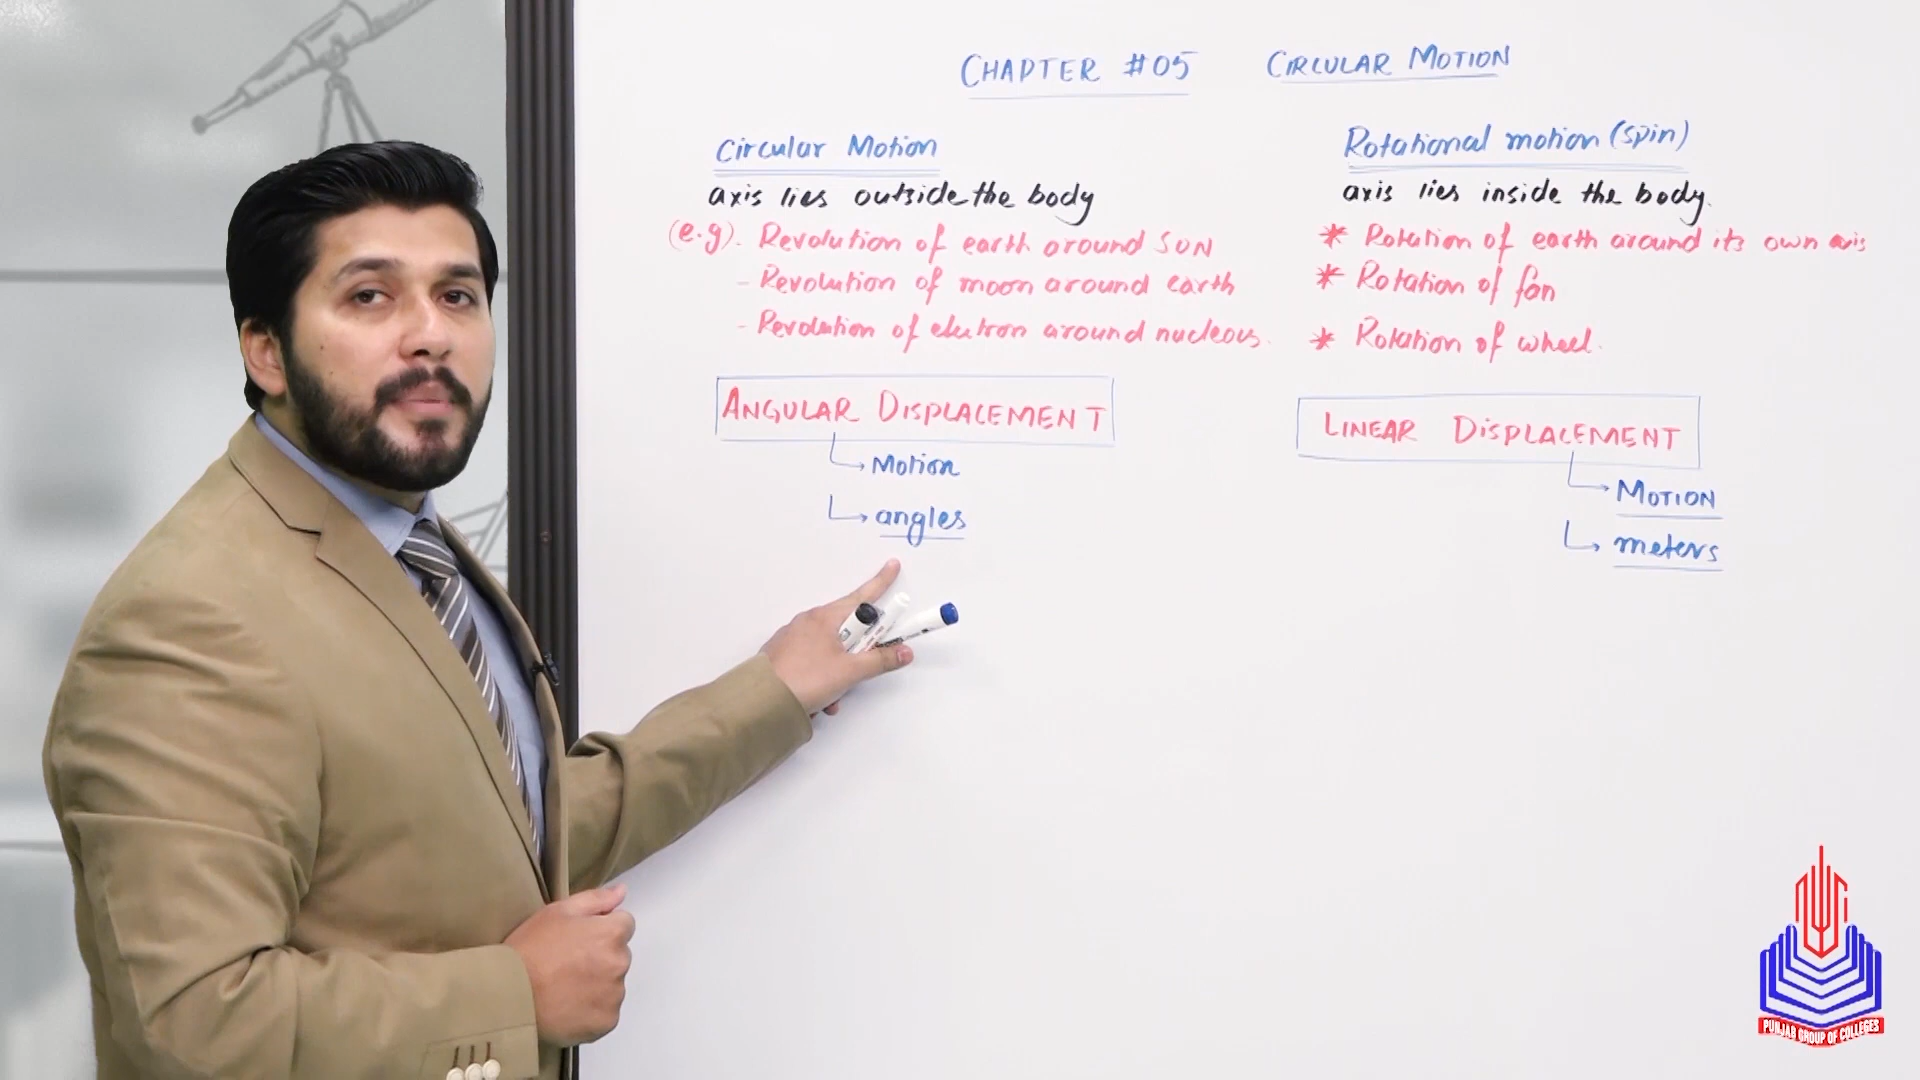 CHAPTER #05 CIRCULAR MOTION
Circular Motion
axis lies outside the body
(e.g). Revolution of earth around SUN
- Revolution of moon around earth
- Revolution of electron around nucleous.
ANGULAR DISPLACEMENT
Motion
angles
Rotational motion (spin)
axis lies inside the body.
* Rotation of earth around its own axis
* Rotation of fan
* Rotation of wheel.
LINEAR DISPLACEMENT
MOTION
meters
PUNJAB GROUP OF COLLEGES